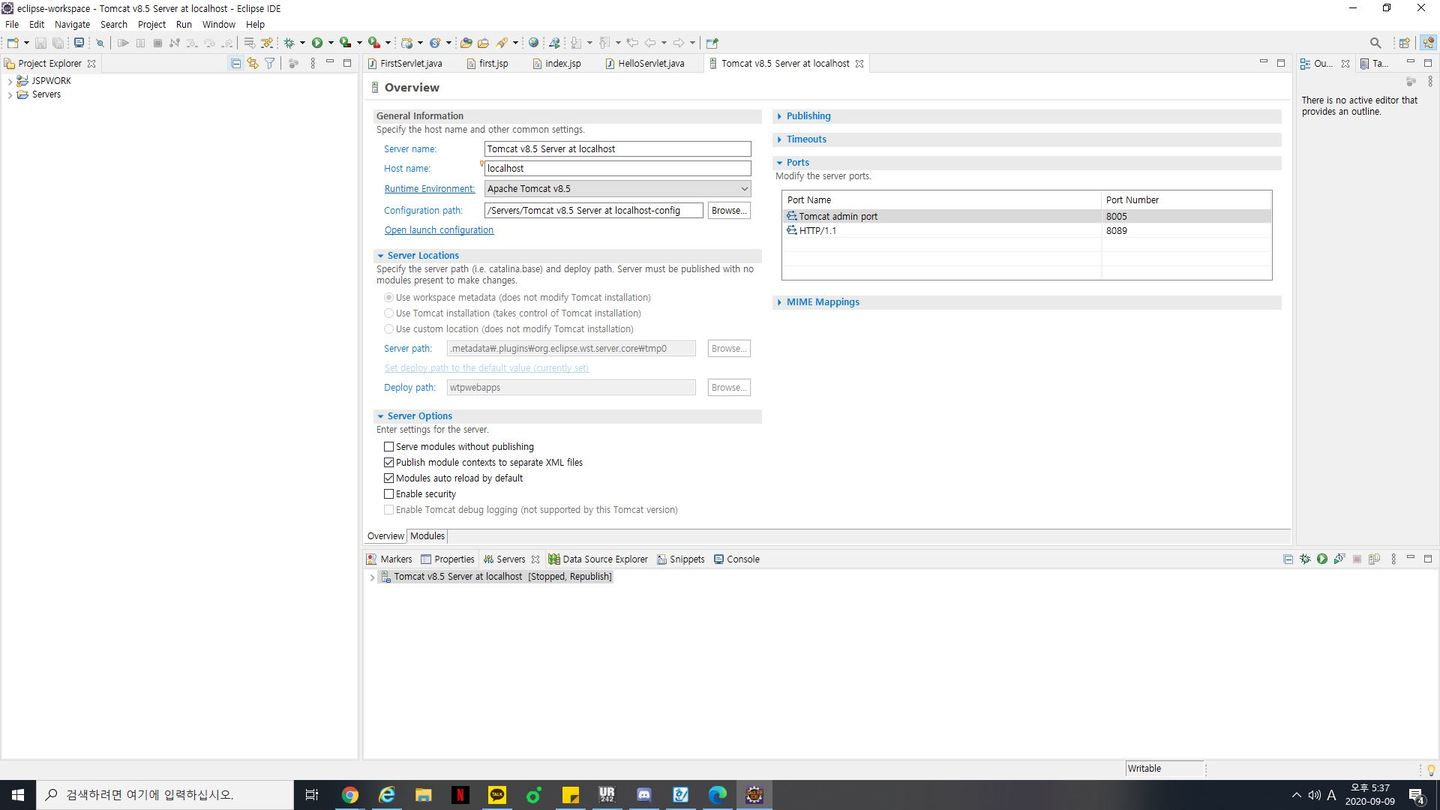 eclipse-workspace - Tomcat v8.5 Server at localhost - Eclipse IDE
File Edit Navigate Search Project Run Window Help
Project Explorer
FirstServlet.java first.jsp index.jsp HelloServlet.java Tomcat v8.5 Server at localhost
Ou... Ta...
JSPWORK
Servers
There is no active editor that
provides an outline.
Overview
General Information
Specify the host name and other common settings.
Server name: Tomcat v8.5 Server at localhost
Host name: localhost
Runtime Environment: Apache Tomcat v8.5
Configuration path: /Servers/Tomcat v8.5 Server at localhost-config Browse...
Open launch configuration
Server Locations
Specify the server path (i.e. catalina.base) and deploy path. Server must be published with no
modules present to make changes.
Use workspace metadata (does not modify Tomcat installation)
Use Tomcat installation (takes control of Tomcat installation)
Use custom location (does not modify Tomcat installation)
Server path: .metadata₩.plugins₩org.eclipse.wst.server.core₩tmp0 Browse...
Set deploy path to the default value (currently set)
Deploy path: wtpwebapps Browse...
Server Options
Enter settings for the server.
Serve modules without publishing
Publish module contexts to separate XML files
Modules auto reload by default
Enable security
Enable Tomcat debug logging (not supported by this Tomcat version)
Publishing
Timeouts
Ports
Modify the server ports.
Port Name Port Number
Tomcat admin port 8005
HTTP/1.1 8089
MIME Mappings
Overview Modules
Markers Properties Servers Data Source Explorer Snippets Console
Tomcat v8.5 Server at localhost [Stopped, Republish]
Writable
검색하려면 여기에 입력하십시오.
N
TALK
UR
242
A
오후 5:37
2020-09-09
4